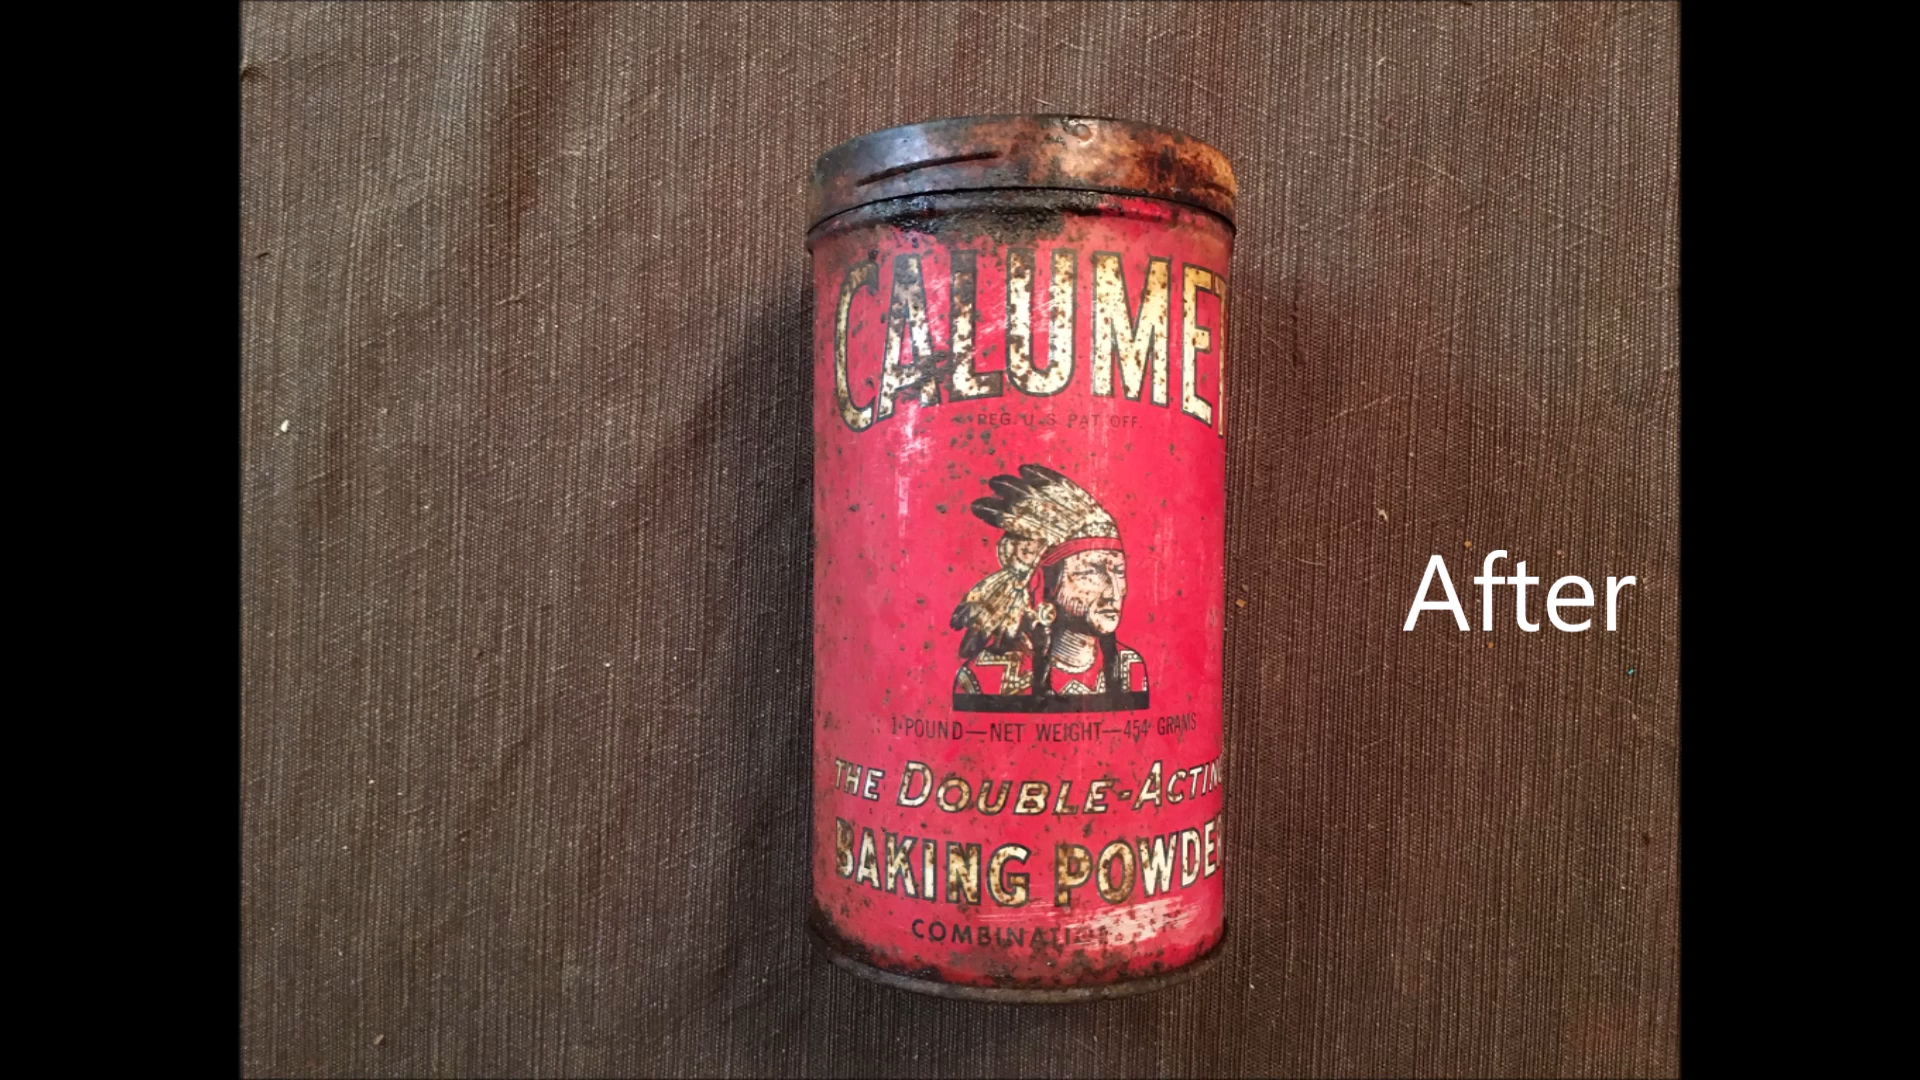 CALUMET
REG. U.S. PAT. OFF.
1 POUND—NET WEIGHT—454 GRAMS
THE DOUBLE-ACTIN
BAKING POWDE
COMBINATI
After